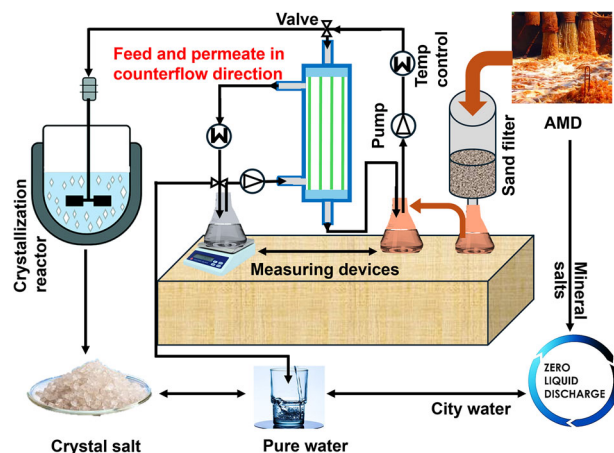 Valve
Feed and permeate in
counterflow direction
Temp
control
Pump
Sand filter
AMD
Crystallization
reactor
Measuring devices
Mineral
salts
ZERO
LIQUID
DISCHARGE
City water
Crystal salt
Pure water